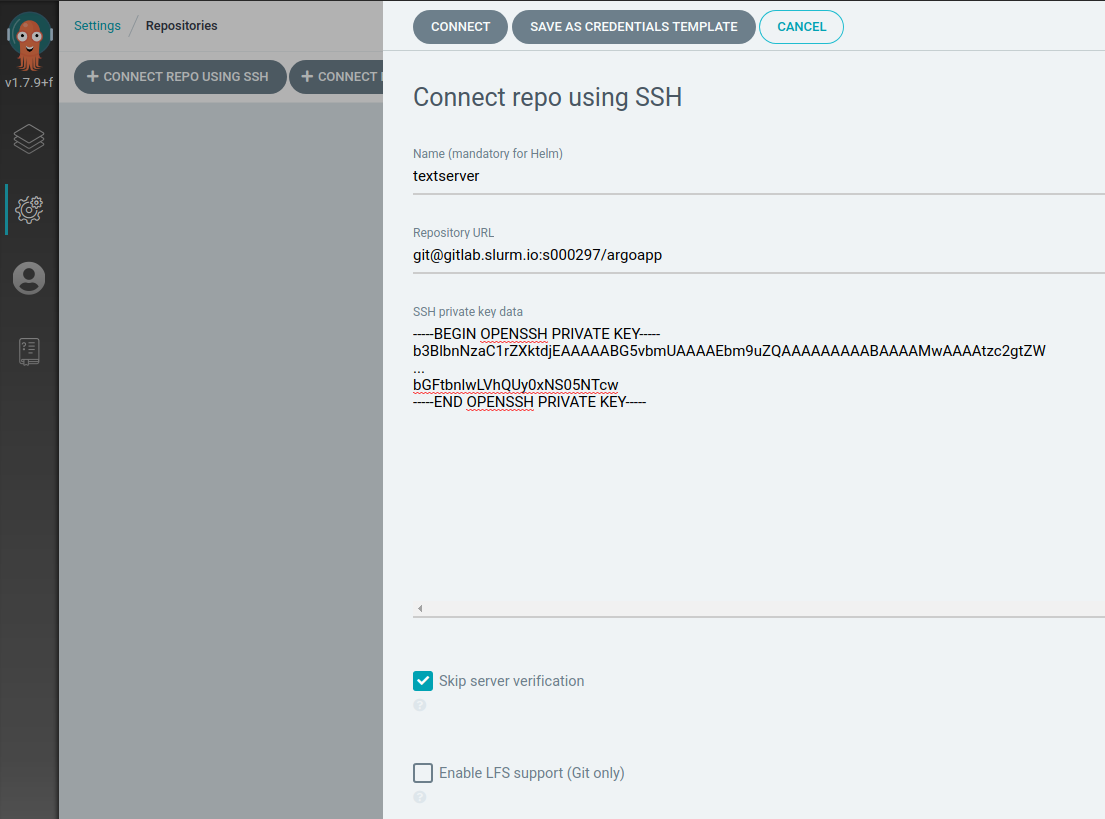 Settings / Repositories
v1.7.9+f
+ CONNECT REPO USING SSH
+ CONNECT
CONNECT
SAVE AS CREDENTIALS TEMPLATE
CANCEL
Connect repo using SSH
Name (mandatory for Helm)
textserver
Repository URL
git@gitlab.slurm.io:s000297/argoapp
SSH private key data
-----BEGIN OPENSSH PRIVATE KEY-----
b3BlbnNzaC1rZXktdjEAAAAABG5vbmUAAAAEbm9uZQAAAAAAAAABAAAAMwAAAAtzc2gtZW
...
bGFtbnIwLVhQUy0xNS05NTcw
-----END OPENSSH PRIVATE KEY-----
Skip server verification
?
Enable LFS support (Git only)
?